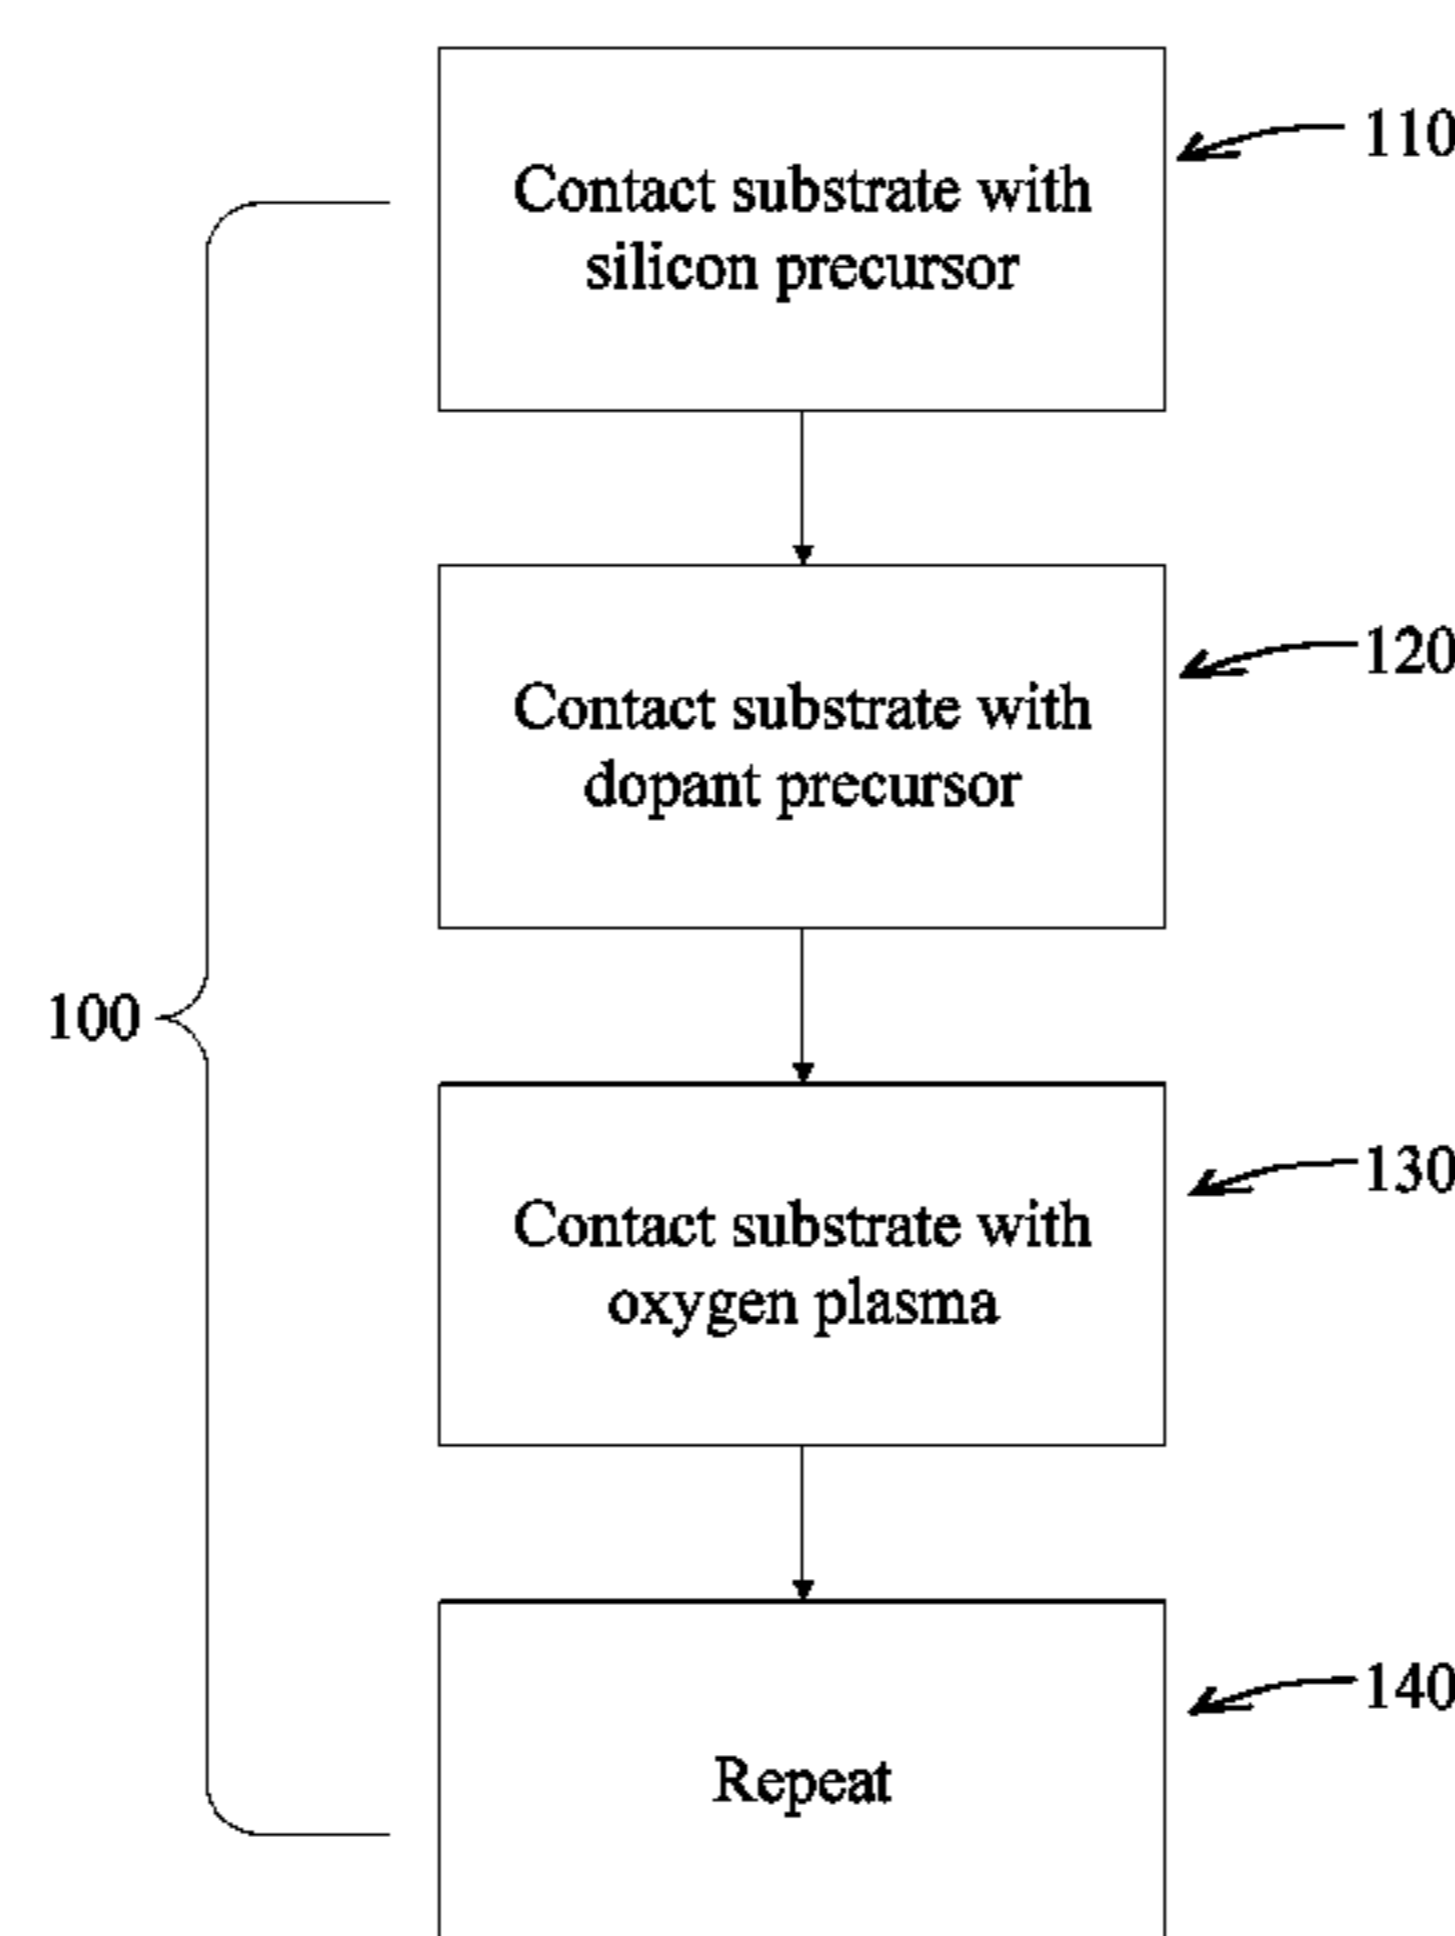 Contact substrate with
silicon precursor
110
Contact substrate with
dopant precursor
120
100
Contact substrate with
oxygen plasma
130
Repeat
140